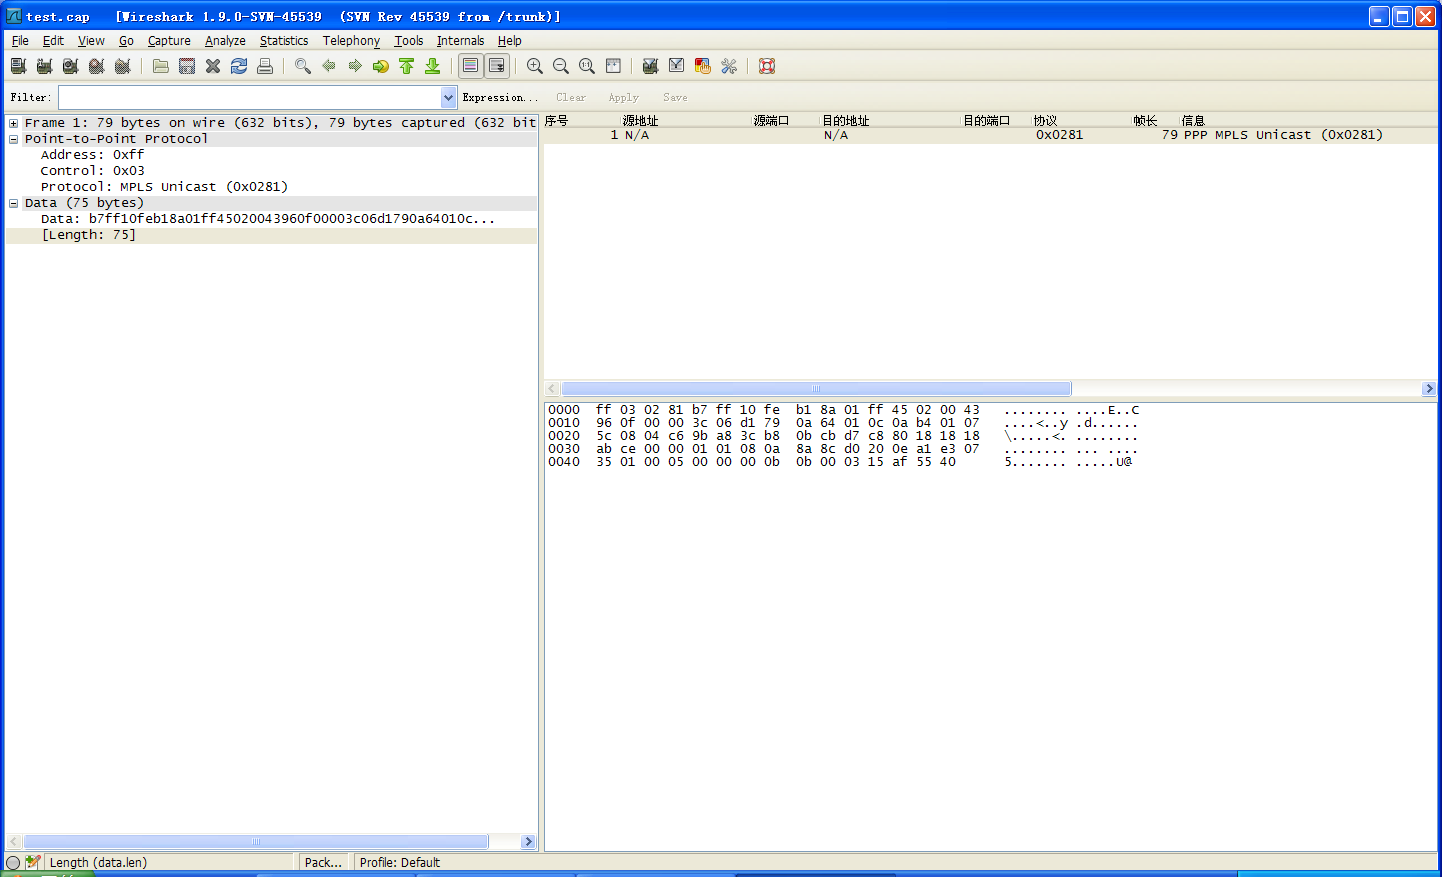 test.cap   [Wireshark 1.9.0-SVN-45539  (SVN Rev 45539 from /trunk)]
File Edit View Go Capture Analyze Statistics Telephony Tools Internals Help
Filter: Expression... Clear Apply Save
Frame 1: 79 bytes on wire (632 bits), 79 bytes captured (632 bit
Point-to-Point Protocol
Address: 0xff
Control: 0x03
Protocol: MPLS Unicast (0x0281)
Data (75 bytes)
Data: b7ff10feb18a01ff45020043960f00003c06d1790a64010c...
[Length: 75]
序号 源地址 源端口 目的地址 目的端口 协议 帧长 信息
1 N/A N/A 0x0281 79 PPP MPLS Unicast (0x0281)
0000  ff 03 02 81 b7 ff 10 fe  b1 8a 01 ff 45 02 00 43   ........ ....E..C
0010  96 0f 00 00 3c 06 d1 79  0a 64 01 0c 0a b4 01 07   ....<..y .d......
0020  5c 08 04 c6 9b a8 3c b8  0b cb d7 c8 80 18 18 18   \.....<. ........
0030  ab ce 00 00 01 01 08 0a  8a 8c d0 20 0e a1 e3 07   ........ ... ....
0040  35 01 00 05 00 00 00 0b  0b 00 03 15 af 55 40      5....... .....U@
Length (data.len) Pack... Profile: Default